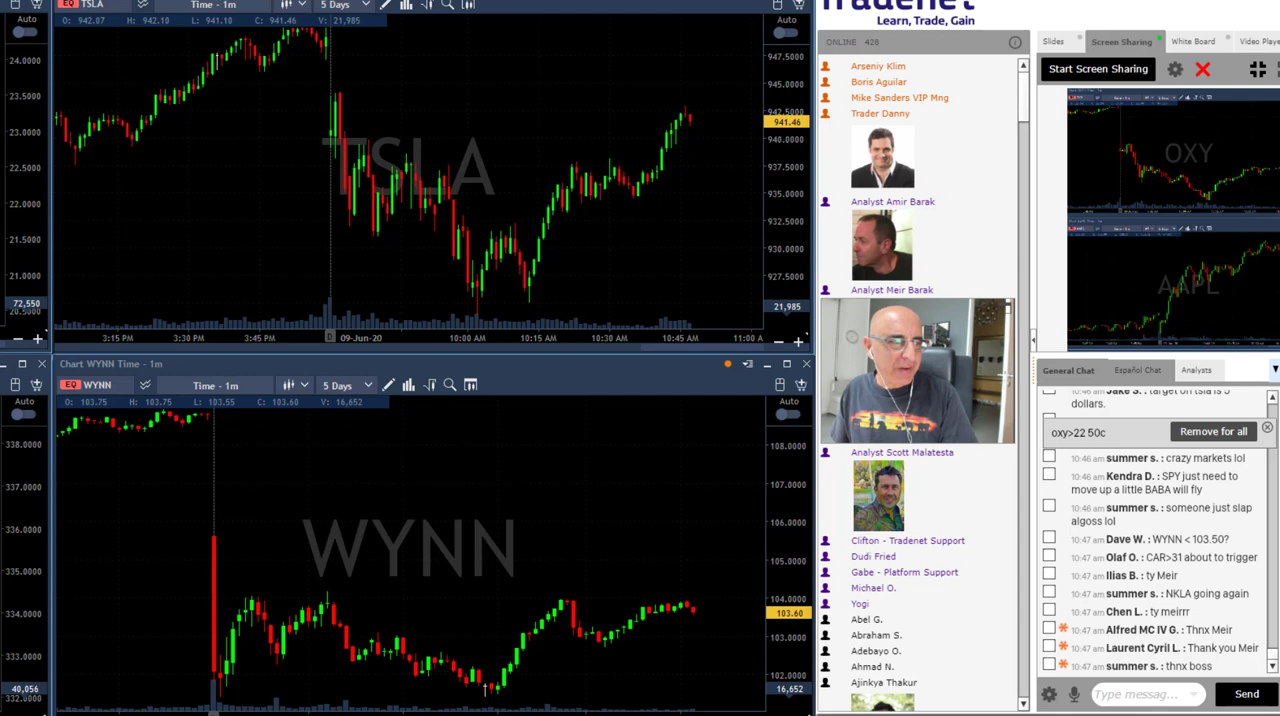 EQ TSLA Time - 1m 5 Days
Auto
O: 942.07 H: 942.10 L: 941.10 C: 941.46 V: 21,985
Auto
24.0000
23.5000
23.0000
22.5000
22.0000
21.5000
21.0000
72,550
20.5000
TSLA
947.5000
945.0000
942.5000
941.46
940.0000
937.5000
935.0000
932.5000
930.0000
927.5000
21,985
3:15 PM 3:30 PM 3:45 PM D 09-Jun-20 10:00 AM 10:15 AM 10:30 AM 10:45 AM 11:00 A
Chart WYNN Time - 1m
EQ WYNN Time - 1m 5 Days
Auto
O: 103.75 H: 103.75 L: 103.55 C: 103.60 V: 16,652
Auto
338.0000
337.0000
336.0000
335.0000
334.0000
333.0000
40,056
332.0000
WYNN
108.0000
107.0000
106.0000
105.0000
104.0000
103.60
103.0000
102.0000
16,652
Tradenet
Learn, Trade, Gain
ONLINE 428
Arseniy Klim
Boris Aguilar
Mike Sanders VIP Mng
Trader Danny
Analyst Amir Barak
Analyst Meir Barak
Analyst Scott Malatesta
Clifton - Tradenet Support
Dudi Fried
Gabe - Platform Support
Michael O.
Yogi
Abel G.
Abraham S.
Adebayo O.
Ahmad N.
Ajinkya Thakur
Slides Screen Sharing White Board Video Playe
Start Screen Sharing
OXY
AAPL
General Chat Español Chat Analysts
Jake S. : target on tsla is 5
dollars.
oxy>22 50c Remove for all
10:46 am summer s. : crazy markets lol
10:46 am Kendra D. : SPY just need to
move up a little BABA will fly
10:46 am summer s. : someone just slap
algoss lol
10:47 am Dave W. : WYNN < 103.50?
10:47 am Olaf O. : CAR>31 about to trigger
10:47 am Ilias B. : ty Meir
10:47 am summer s. : NKLA going again
10:47 am Chen L. : ty meirrr
10:47 am Alfred MC IV G. : Thnx Meir
10:47 am Laurent Cyril L. : Thank you Meir
10:47 am summer s. : thnx boss
Type messag... Send